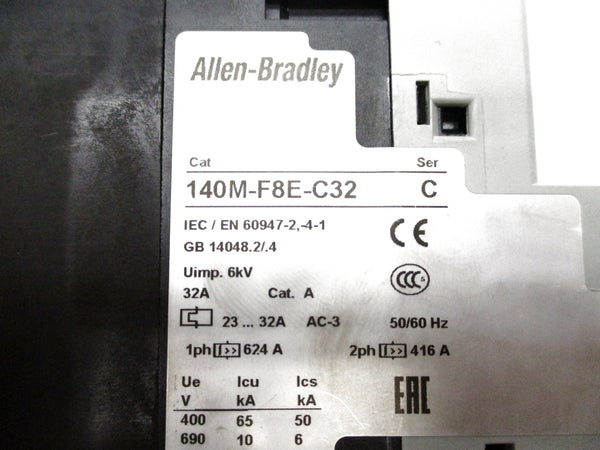 Allen-Bradley
Cat Ser
140M-F8E-C32 C
IEC / EN 60947-2,-4-1
GB 14048.2/.4
CE
Uimp. 6kV
CCC S
32A Cat. A
23 ... 32A AC-3 50/60 Hz
1ph 624 A 2ph 416 A
Ue Icu Ics
V kA kA
EAC
400 65 50
690 10 6